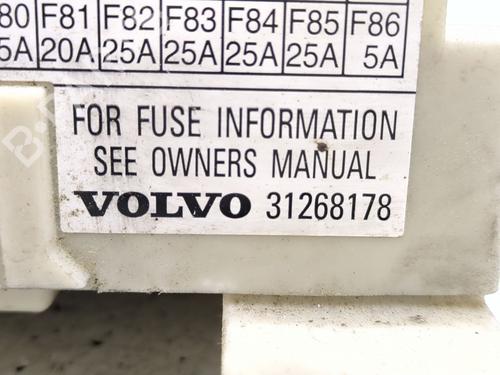 80 F81 F82 F83 F84 F85 F86
5A 20A 25A 25A 25A 25A 5A
FOR FUSE INFORMATION
SEE OWNERS MANUAL
VOLVO 31268178